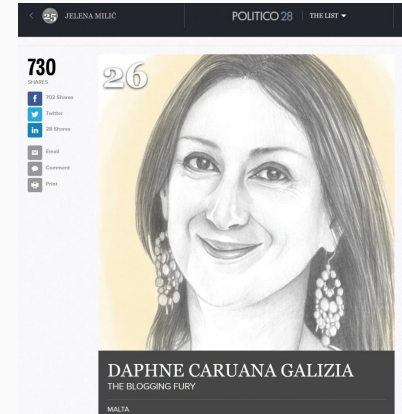 25 JELENA MILIĆ
POLITICO 28 THE LIST
730
SHARES
702 Shares
Twitter
28 Shares
Email
Comment
Print
26
DAPHNE CARUANA GALIZIA
THE BLOGGING FURY
MALTA